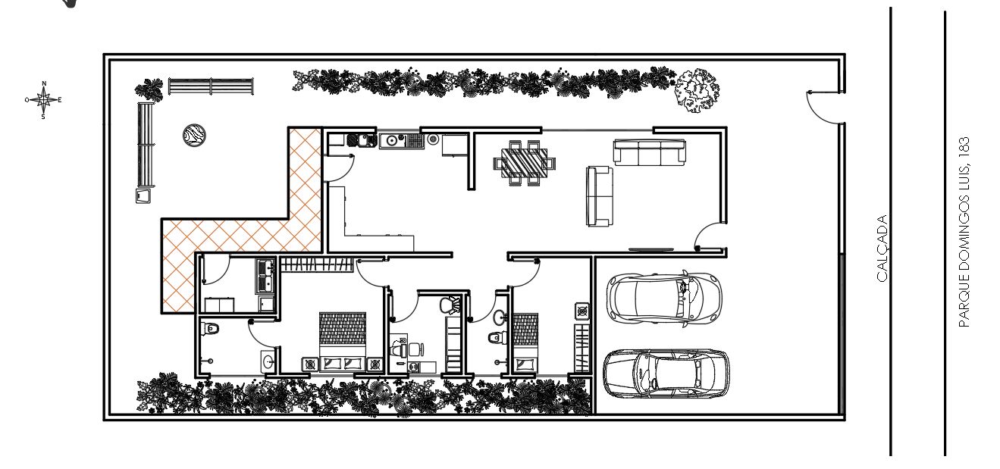 N
O E
S
CALÇADA
PARQUE DOMINGOS LUIS, 183